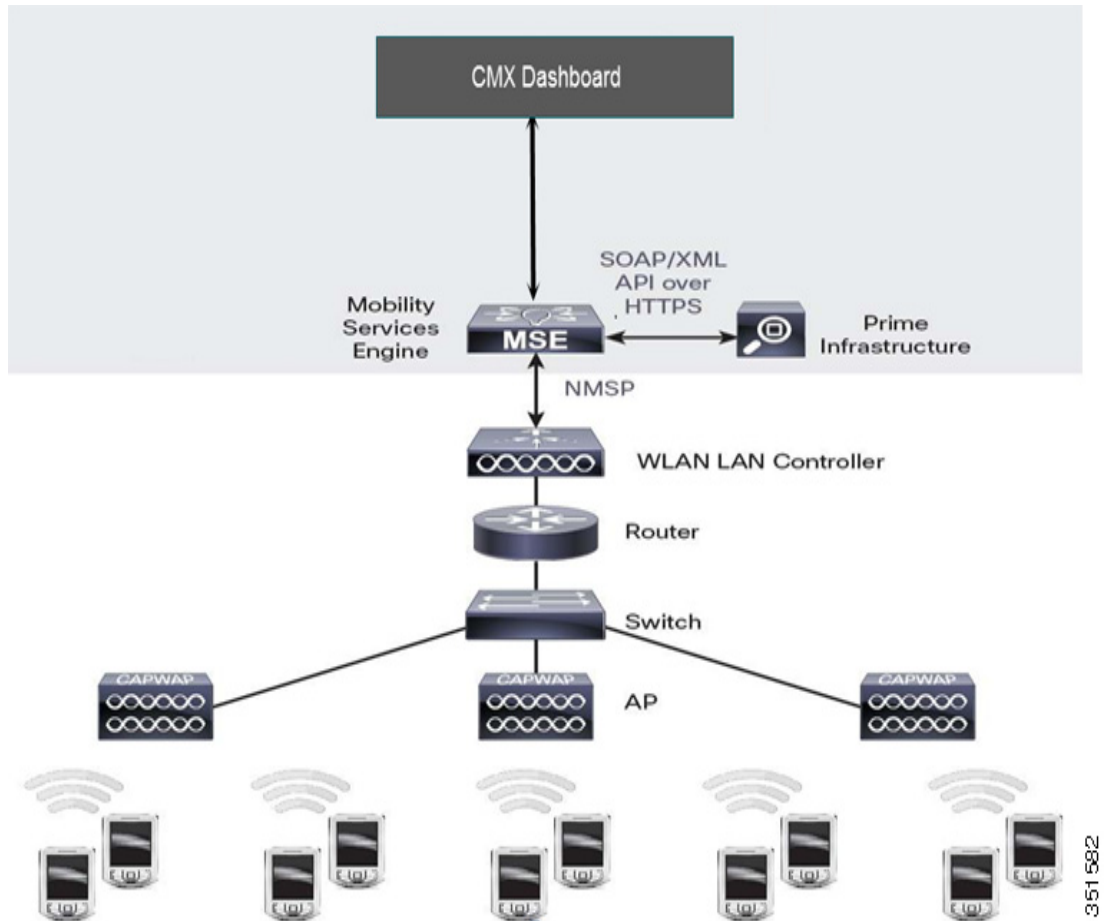 CMX Dashboard
SOAP/XML
API over
HTTPS
Mobility
Services
Engine
MSE
Prime
Infrastructure
NMSP
WLAN LAN Controller
Router
Switch
CAPWAP
CAPWAP
AP
CAPWAP
351582